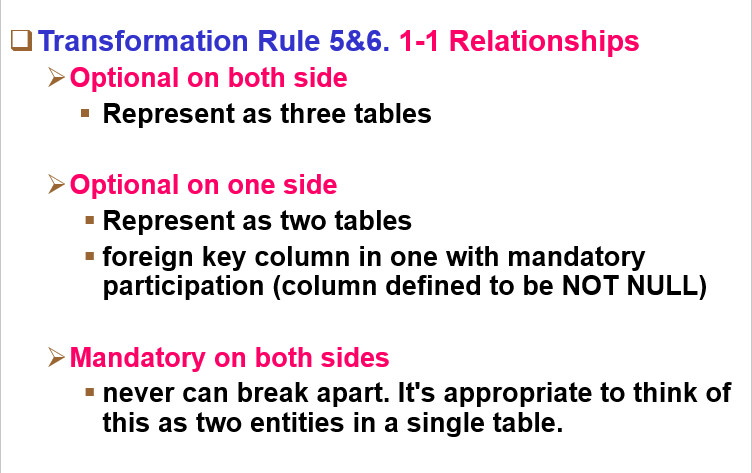 Transformation Rule 5&6. 1-1 Relationships
Optional on both side
Represent as three tables
Optional on one side
Represent as two tables
foreign key column in one with mandatory
participation (column defined to be NOT NULL)
Mandatory on both sides
never can break apart. It's appropriate to think of
this as two entities in a single table.